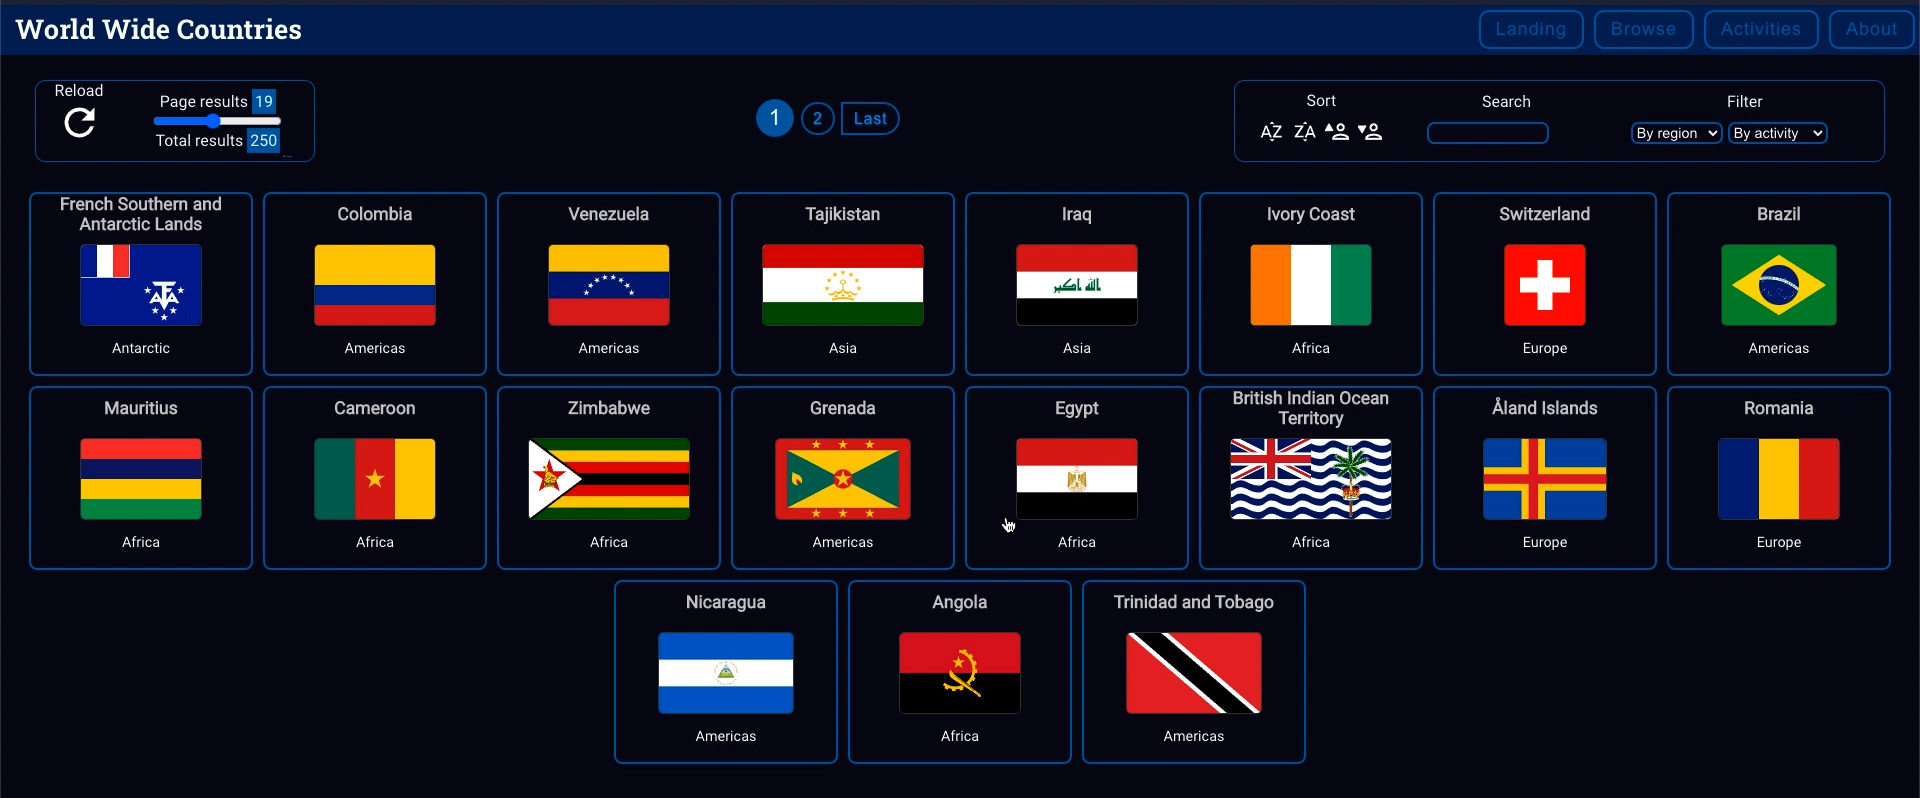 World Wide Countries
Landing
Browse
Activities
About
Reload
Page results 19
Total results 250
1
2
Last
Sort
Search
Filter
AZ
ZA
By region
By activity
French Southern and
Antarctic Lands
Antarctic
Colombia
Americas
Venezuela
Americas
Tajikistan
Asia
Iraq
الله اكبر
Asia
Ivory Coast
Africa
Switzerland
Europe
Brazil
Americas
Mauritius
Africa
Cameroon
Africa
Zimbabwe
Africa
Grenada
Americas
Egypt
Africa
British Indian Ocean
Territory
Africa
Åland Islands
Europe
Romania
Europe
Nicaragua
Americas
Angola
Africa
Trinidad and Tobago
Americas